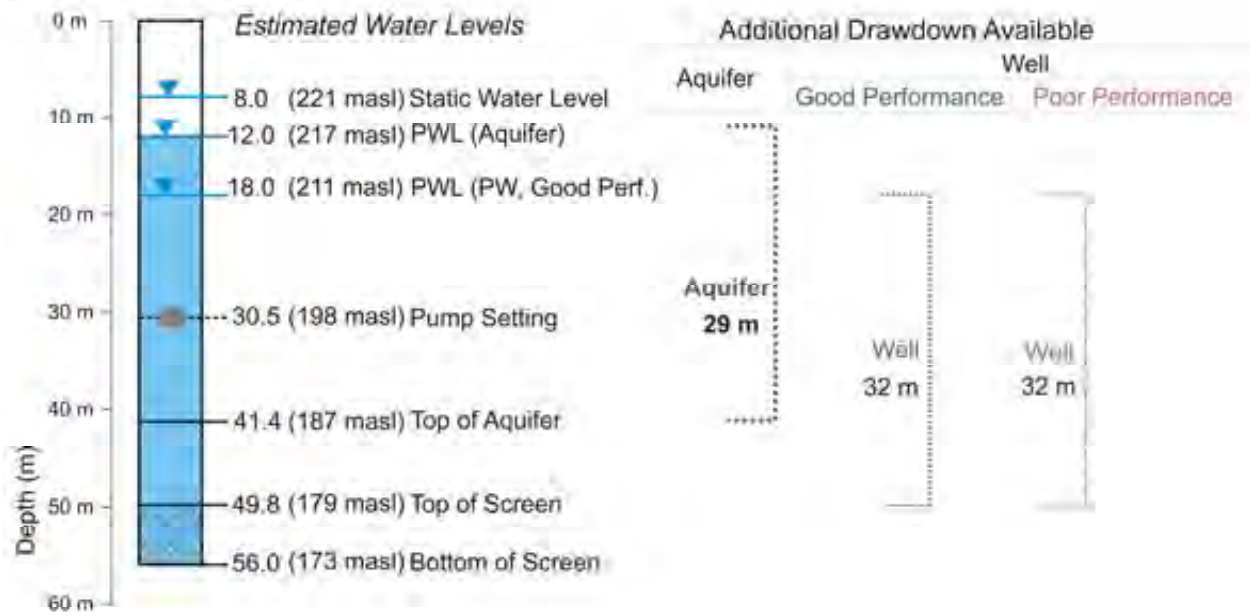 0 m
Estimated Water Levels
8.0 (221 masl) Static Water Level
10 m
12.0 (217 masl) PWL (Aquifer)
18.0 (211 masl) PWL (PW, Good Perf.)
20 m
30 m
30.5 (198 masl) Pump Setting
40 m
41.4 (187 masl) Top of Aquifer
49.8 (179 masl) Top of Screen
50 m
56.0 (173 masl) Bottom of Screen
60 m
Depth (m)
Additional Drawdown Available
Aquifer
Well
Good Performance
Poor Performance
Aquifer
29 m
Well
32 m
Well
32 m